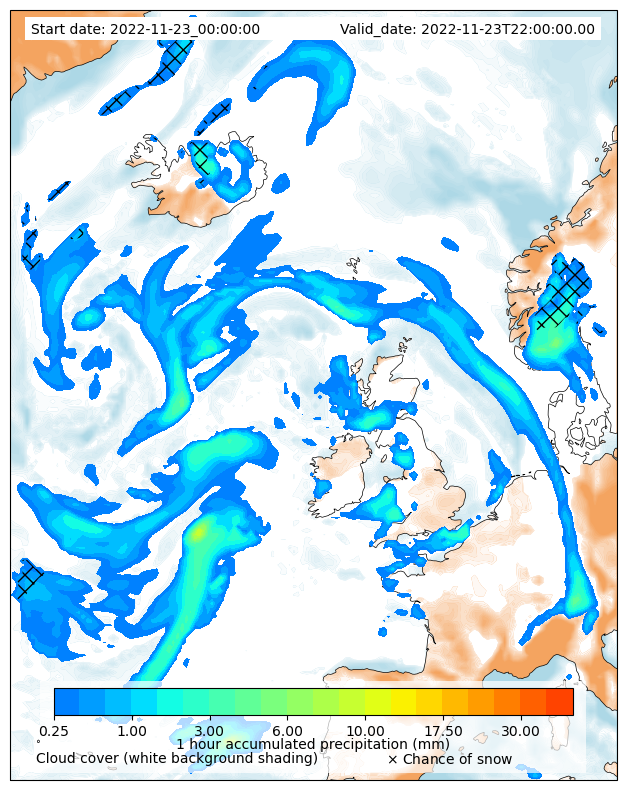 Start date: 2022-11-23_00:00:00 Valid_date: 2022-11-23T22:00:00.00
0.25 1.00 3.00 6.00 10.00 17.50 30.00
1 hour accumulated precipitation (mm)
Cloud cover (white background shading) × Chance of snow